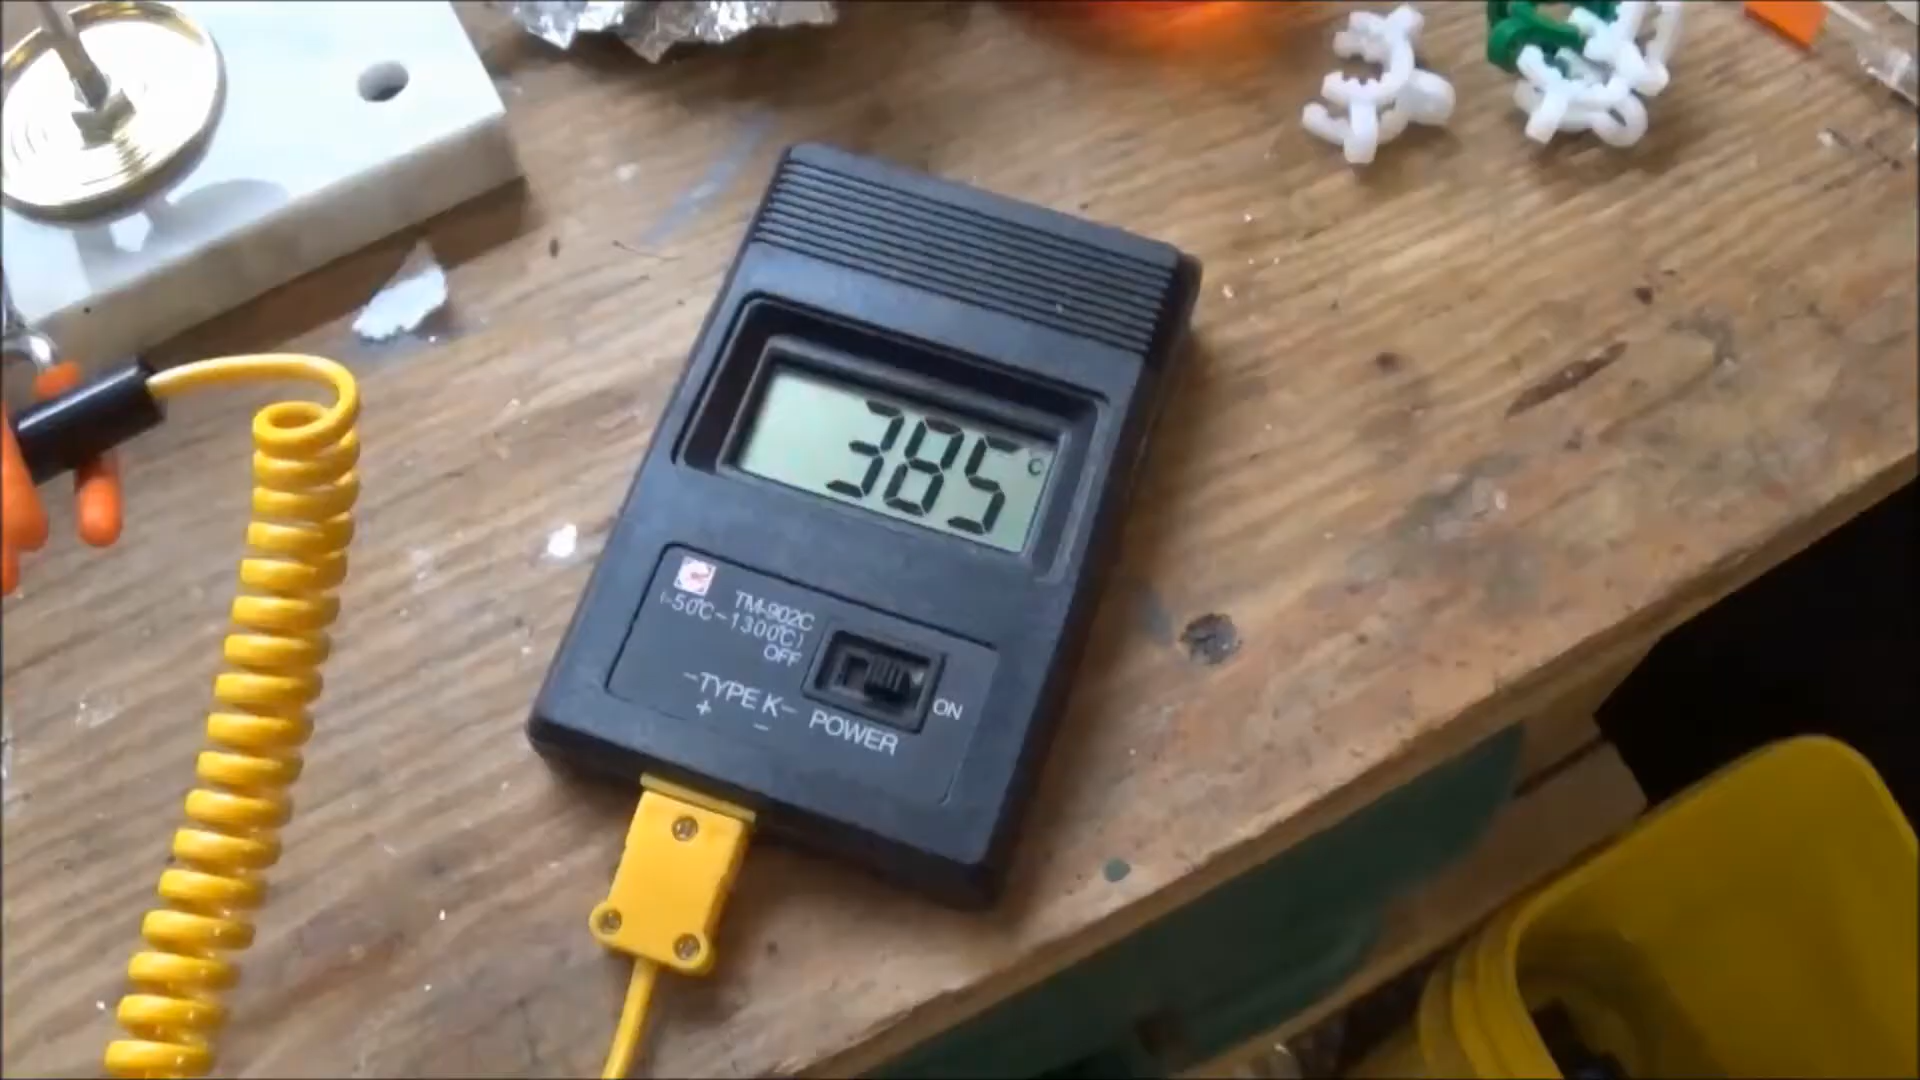 385 °C
TM-902C
(-50℃~1300℃)
OFF
ON
-TYPE K-
+ -
POWER